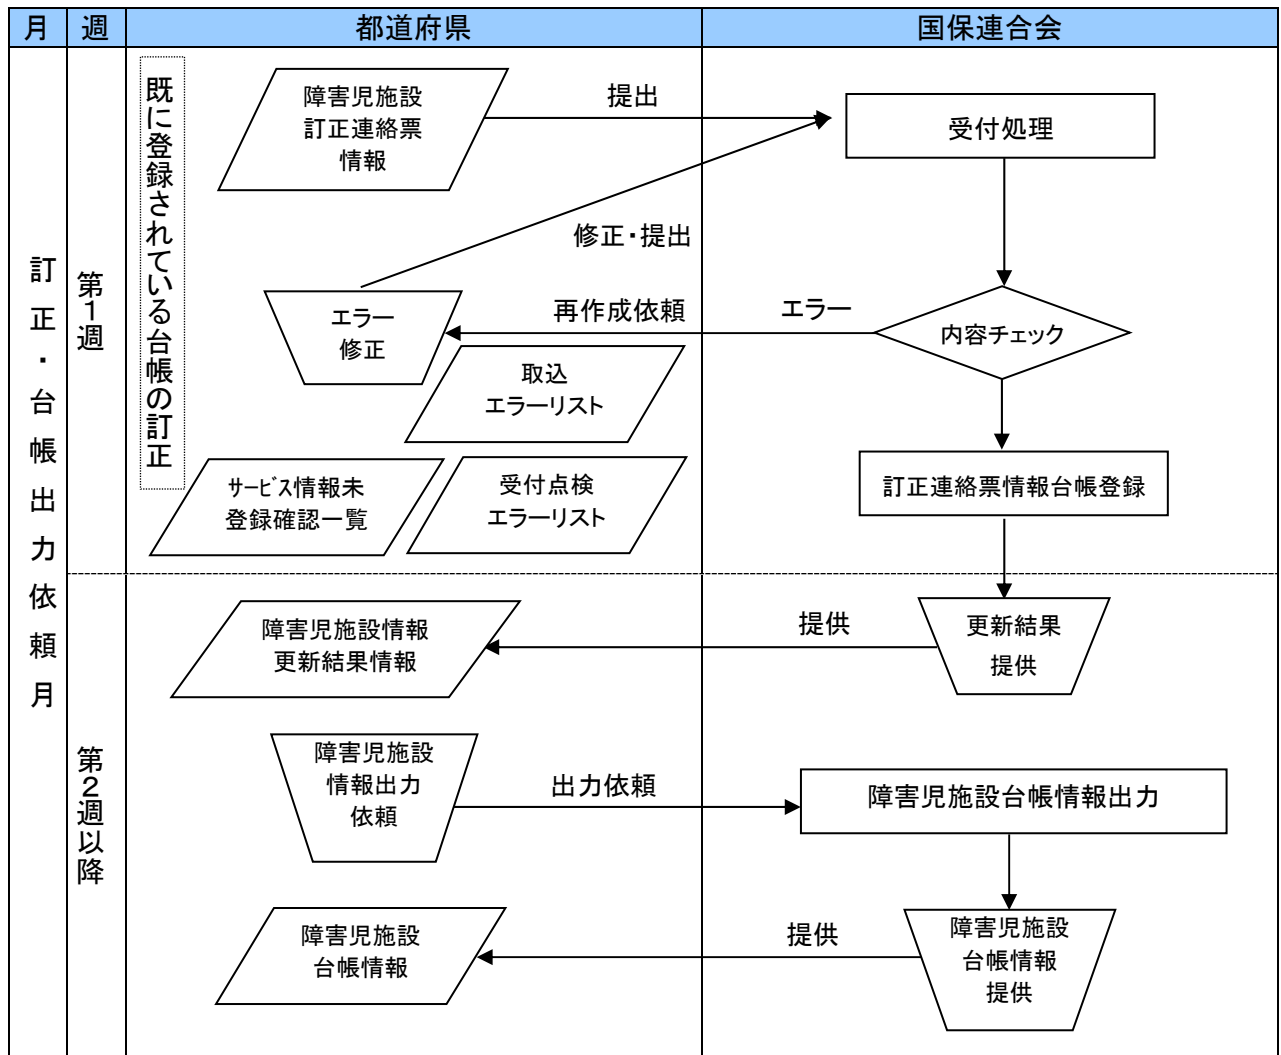 月
週
都道府県
国保連合会
訂正・台帳出力依頼月
第1週
既に登録されている台帳の訂正
障害児施設
訂正連絡票
情報
提出
受付処理
修正・提出
エラー
修正
再作成依頼
エラー
内容チェック
取込
エラーリスト
サービス情報未
登録確認一覧
受付点検
エラーリスト
訂正連絡票情報台帳登録
第2週以降
障害児施設情報
更新結果情報
提供
更新結果
提供
障害児施設
情報出力
依頼
出力依頼
障害児施設台帳情報出力
障害児施設
台帳情報
提供
障害児施設
台帳情報
提供